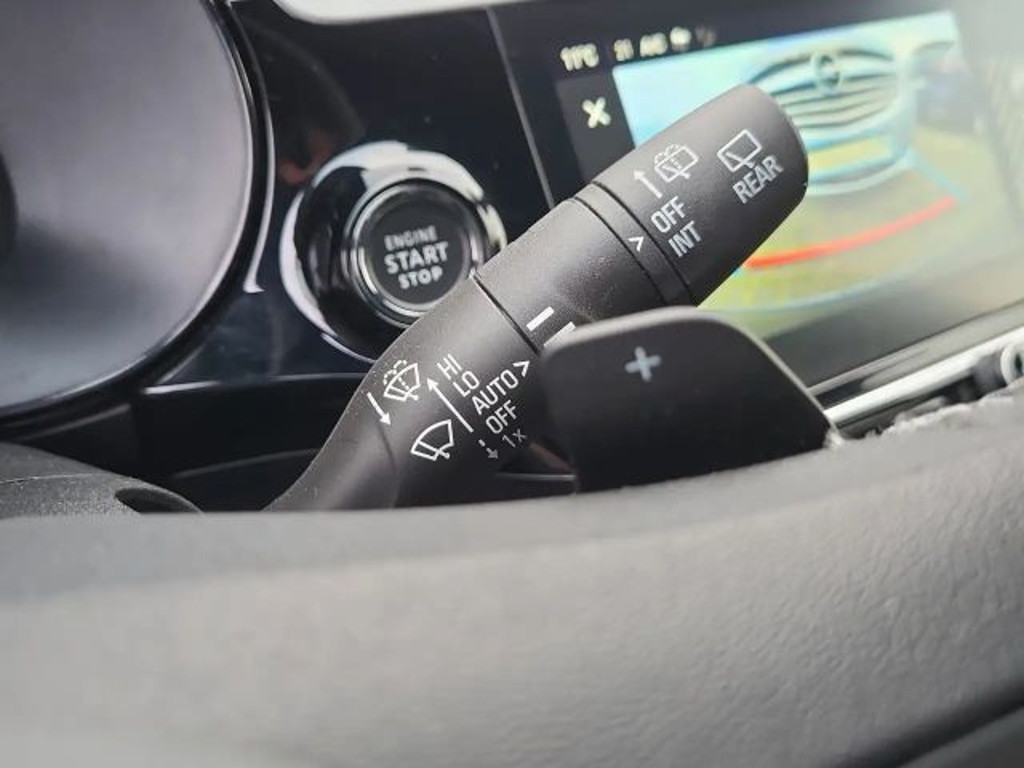 11°C
ENGINE
START
STOP
OFF
INT
REAR
HI
LO
AUTO >
OFF
1x
+